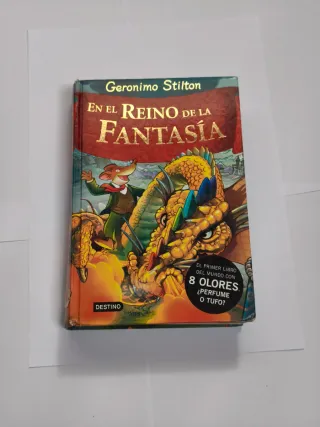 Geronimo Stilton
EN EL REINO DE LA
FANTASÍA
EL PRIMER LIBRO
DEL MUNDO CON
8 OLORES
¿PERFUME
O TUFO?
DESTINO